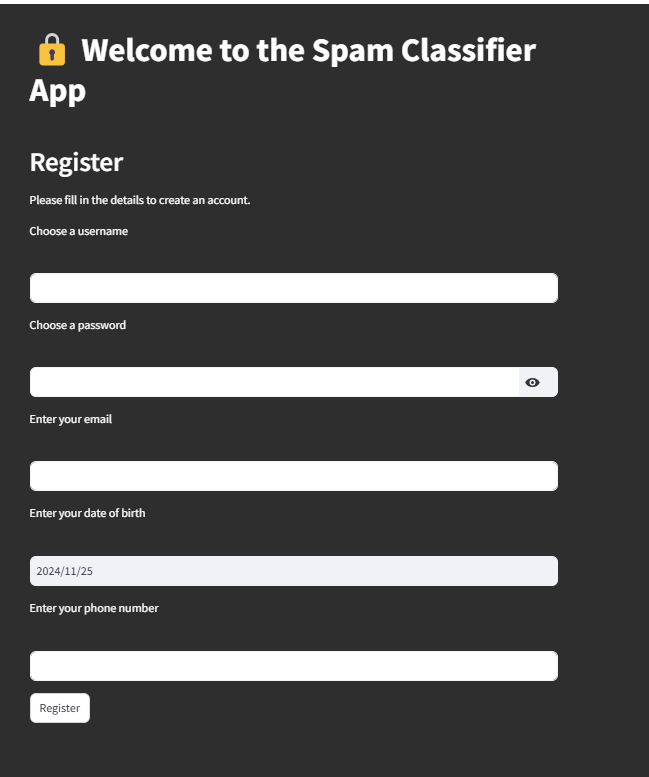 Welcome to the Spam Classifier
App
Register
Please fill in the details to create an account.
Choose a username
Choose a password
Enter your email
Enter your date of birth
2024/11/25
Enter your phone number
Register